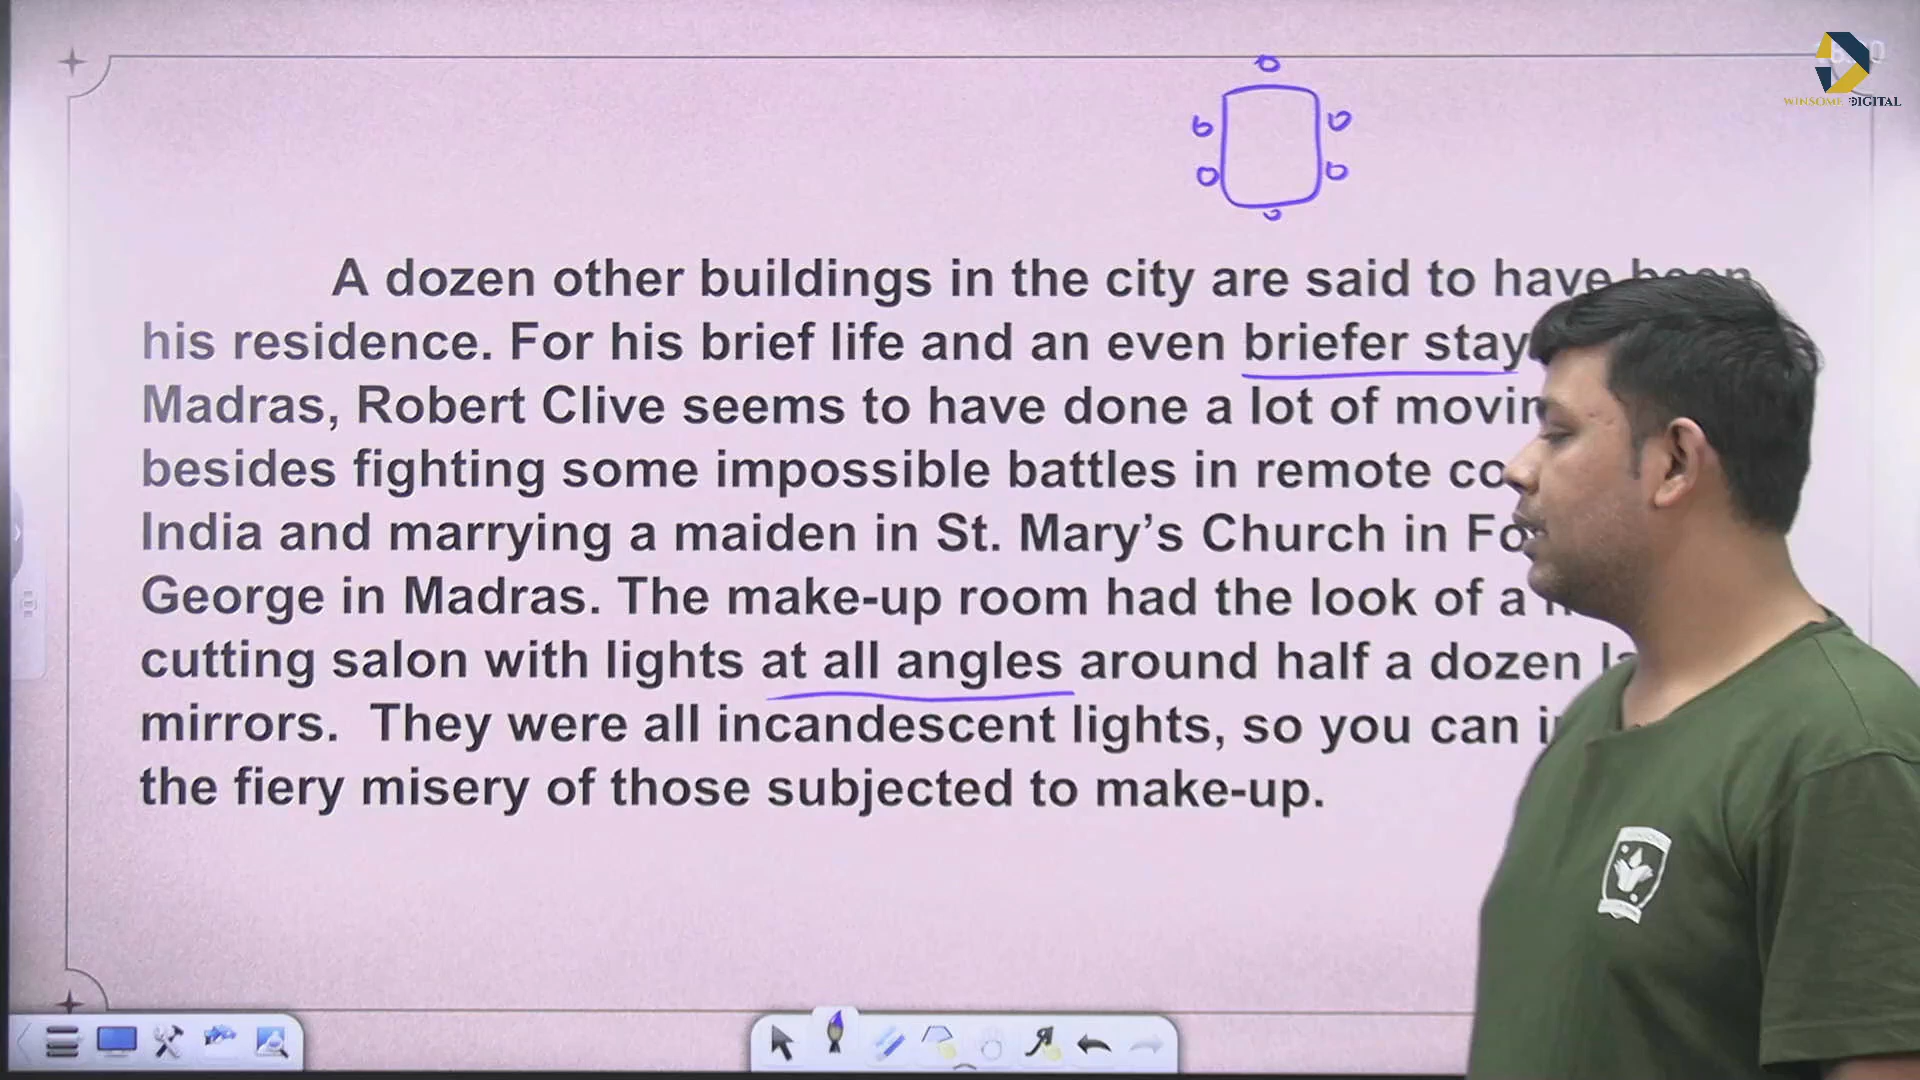 WINSOME DIGITAL
A dozen other buildings in the city are said to have been
his residence. For his brief life and an even briefer stay
Madras, Robert Clive seems to have done a lot of
besides fighting some impossible battles in remote
India and marrying a maiden in St. Mary's Church in
George in Madras. The make-up room had the look of a
cutting salon with lights at all angles around half a dozen
mirrors. They were all incandescent lights, so you can
the fiery misery of those subjected to make-up.